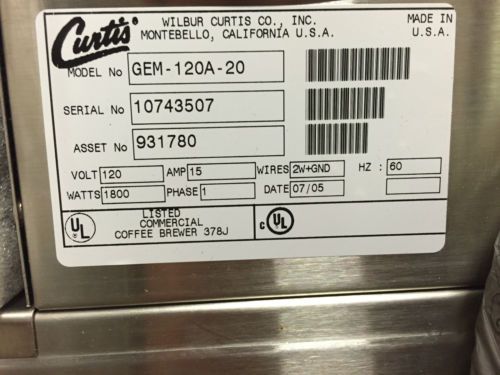 Curtis®
WILBUR CURTIS CO., INC. MADE IN
MONTEBELLO, CALIFORNIA U.S.A. U.S.A.
MODEL No GEM-120A-20
SERIAL No 10743507
ASSET No 931780
VOLT 120 AMP 15 WIRES 2W+GND HZ : 60
WATTS 1800 PHASE 1 DATE 07/05
UL LISTED C UL
COMMERCIAL
COFFEE BREWER 378J